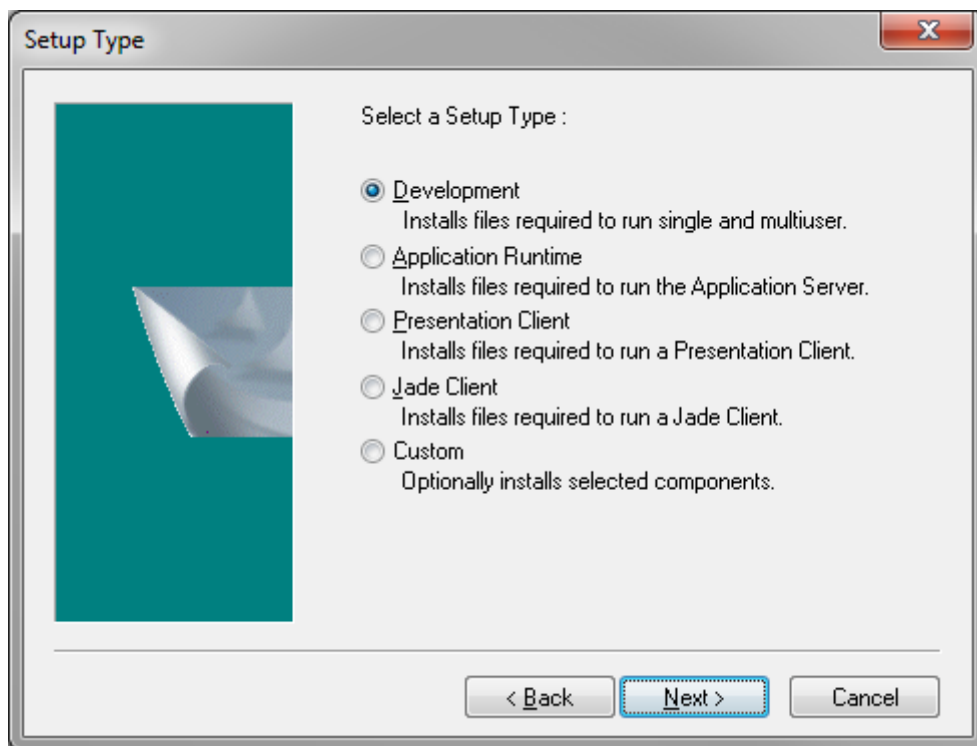 Setup Type
Select a Setup Type :
Development
Installs files required to run single and multiuser.
Application Runtime
Installs files required to run the Application Server.
Presentation Client
Installs files required to run a Presentation Client.
Jade Client
Installs files required to run a Jade Client.
Custom
Optionally installs selected components.
< Back Next > Cancel